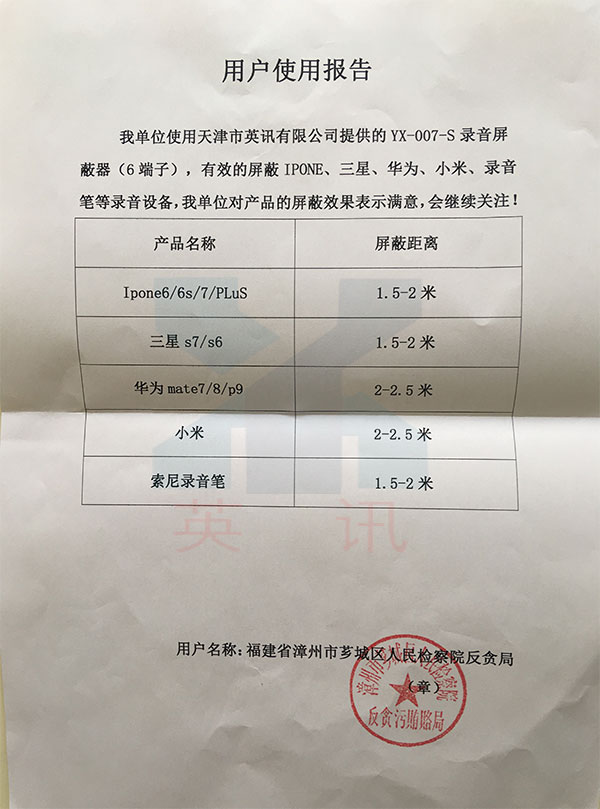 用户使用报告
我单位使用天津市英讯有限公司提供的 YX-007-S 录音屏
蔽器（6 端子），有效的屏蔽 IPONE、三星、华为、小米、录音
笔等录音设备，我单位对产品的屏蔽效果表示满意，会继续关注！
产品名称 屏蔽距离
Ipone6/6s/7/PLuS 1.5-2 米
三星 s7/s6 1.5-2 米
华为 mate7/8/p9 2-2.5 米
小米 2-2.5 米
索尼录音笔 1.5-2 米
英 讯
用户名称：福建省漳州市芗城区人民检察院反贪局
（章）
漳州市芗城区人民检察院
反贪污贿赂局